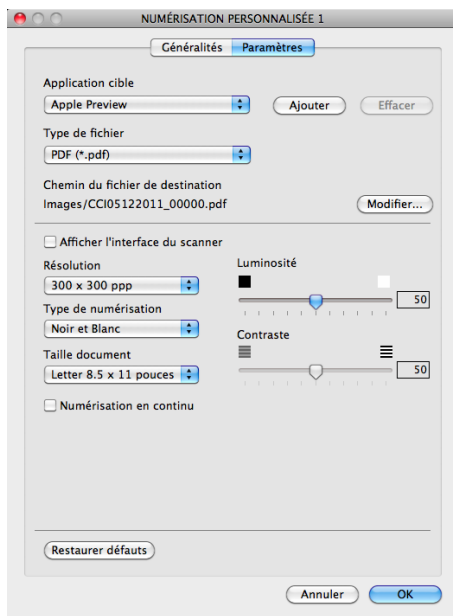 NUMÉRISATION PERSONNALISÉE 1
Généralités Paramètres
Application cible
Apple Preview Ajouter Effacer
Type de fichier
PDF (*.pdf)
Chemin du fichier de destination
Images/CCI05122011_00000.pdf Modifier...
Afficher l'interface du scanner
Résolution Luminosité
300 x 300 ppp 50
Type de numérisation
Noir et Blanc Contraste
Taille document
Letter 8.5 x 11 pouces 50
Numérisation en continu
Restaurer défauts
Annuler OK